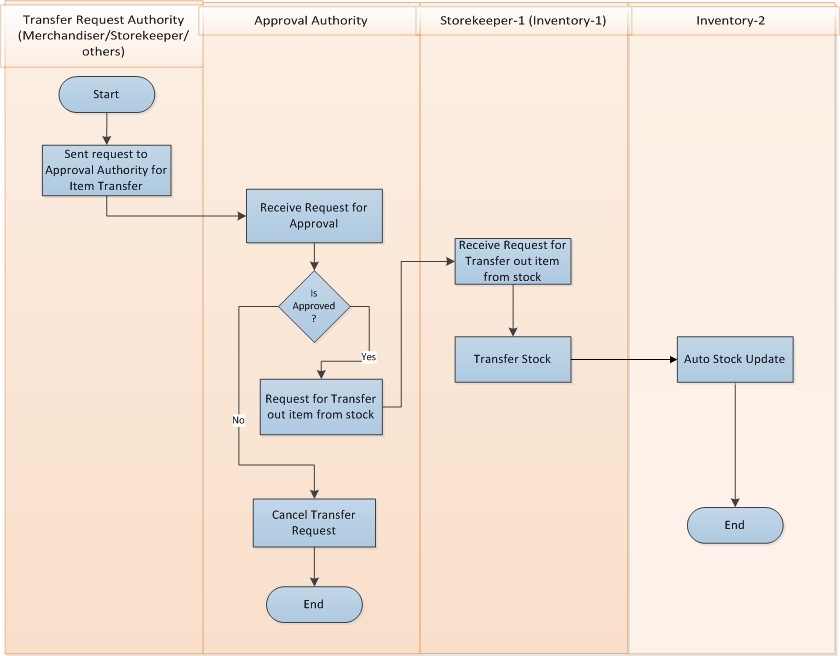 Transfer Request Authority
(Merchandiser/Storekeeper/
others)
Approval Authority
Storekeeper-1 (Inventory-1)
Inventory-2
Start
Sent request to
Approval Authority for
Item Transfer
Receive Request for
Approval
Is
Approved
?
Yes
No
Request for Transfer
out item from stock
Cancel Transfer
Request
End
Receive Request for
Transfer out item
from stock
Transfer Stock
Auto Stock Update
End